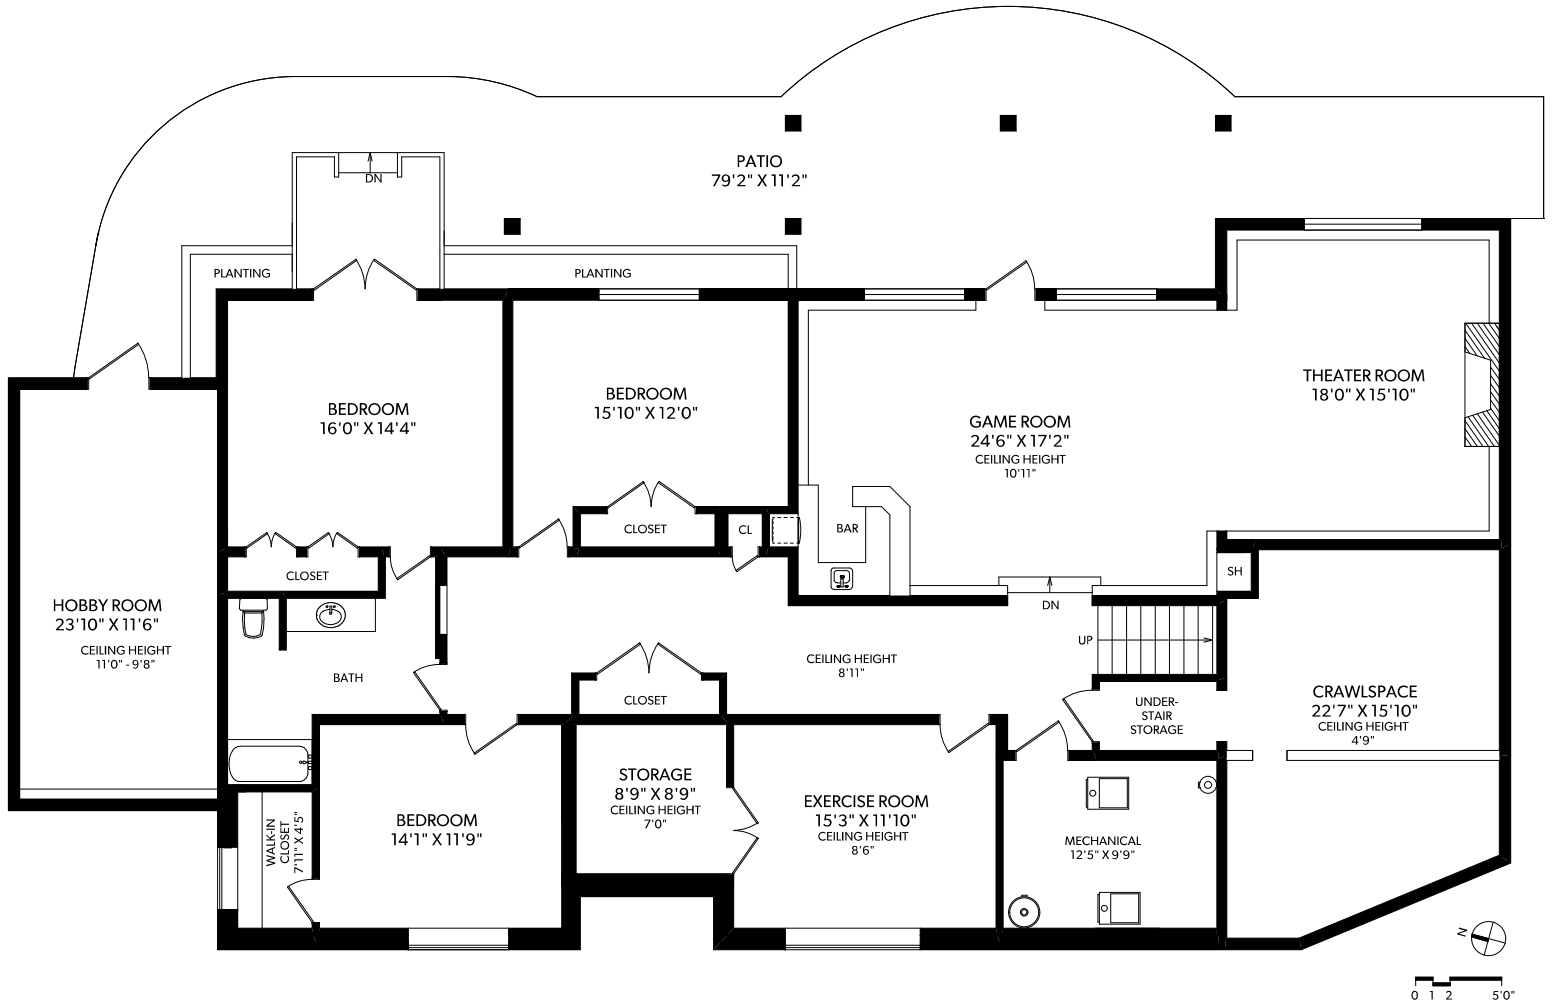 PATIO
79'2" X 11'2"
DN
PLANTING
PLANTING
BEDROOM
16'0" X 14'4"
BEDROOM
15'10" X 12'0"
GAME ROOM
24'6" X 17'2"
CEILING HEIGHT
10'11"
THEATER ROOM
18'0" X 15'10"
CLOSET
CL
BAR
CLOSET
SH
HOBBY ROOM
23'10" X 11'6"
CEILING HEIGHT
11'0" - 9'8"
DN
UP
BATH
CEILING HEIGHT
8'11"
CLOSET
UNDER-
STAIR
STORAGE
CRAWLSPACE
22'7" X 15'10"
CEILING HEIGHT
4'9"
WALK-IN
CLOSET
7'11" X 4'5"
BEDROOM
14'1" X 11'9"
STORAGE
8'9" X 8'9"
CEILING HEIGHT
7'0"
EXERCISE ROOM
15'3" X 11'10"
CEILING HEIGHT
8'6"
MECHANICAL
12'5" X 9'9"
N
0 1 2 5'0"